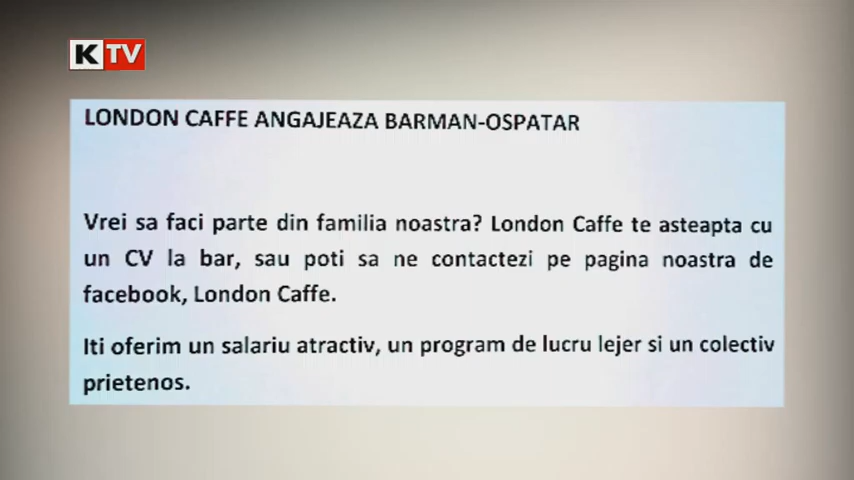 KTV
LONDON CAFFE ANGAJEAZA BARMAN-OSPATAR
Vrei sa faci parte din familia noastra? London Caffe te asteapta cu
un CV la bar, sau poti sa ne contactezi pe pagina noastra de
facebook, London Caffe.
Iti oferim un salariu atractiv, un program de lucru lejer si un colectiv
prietenos.